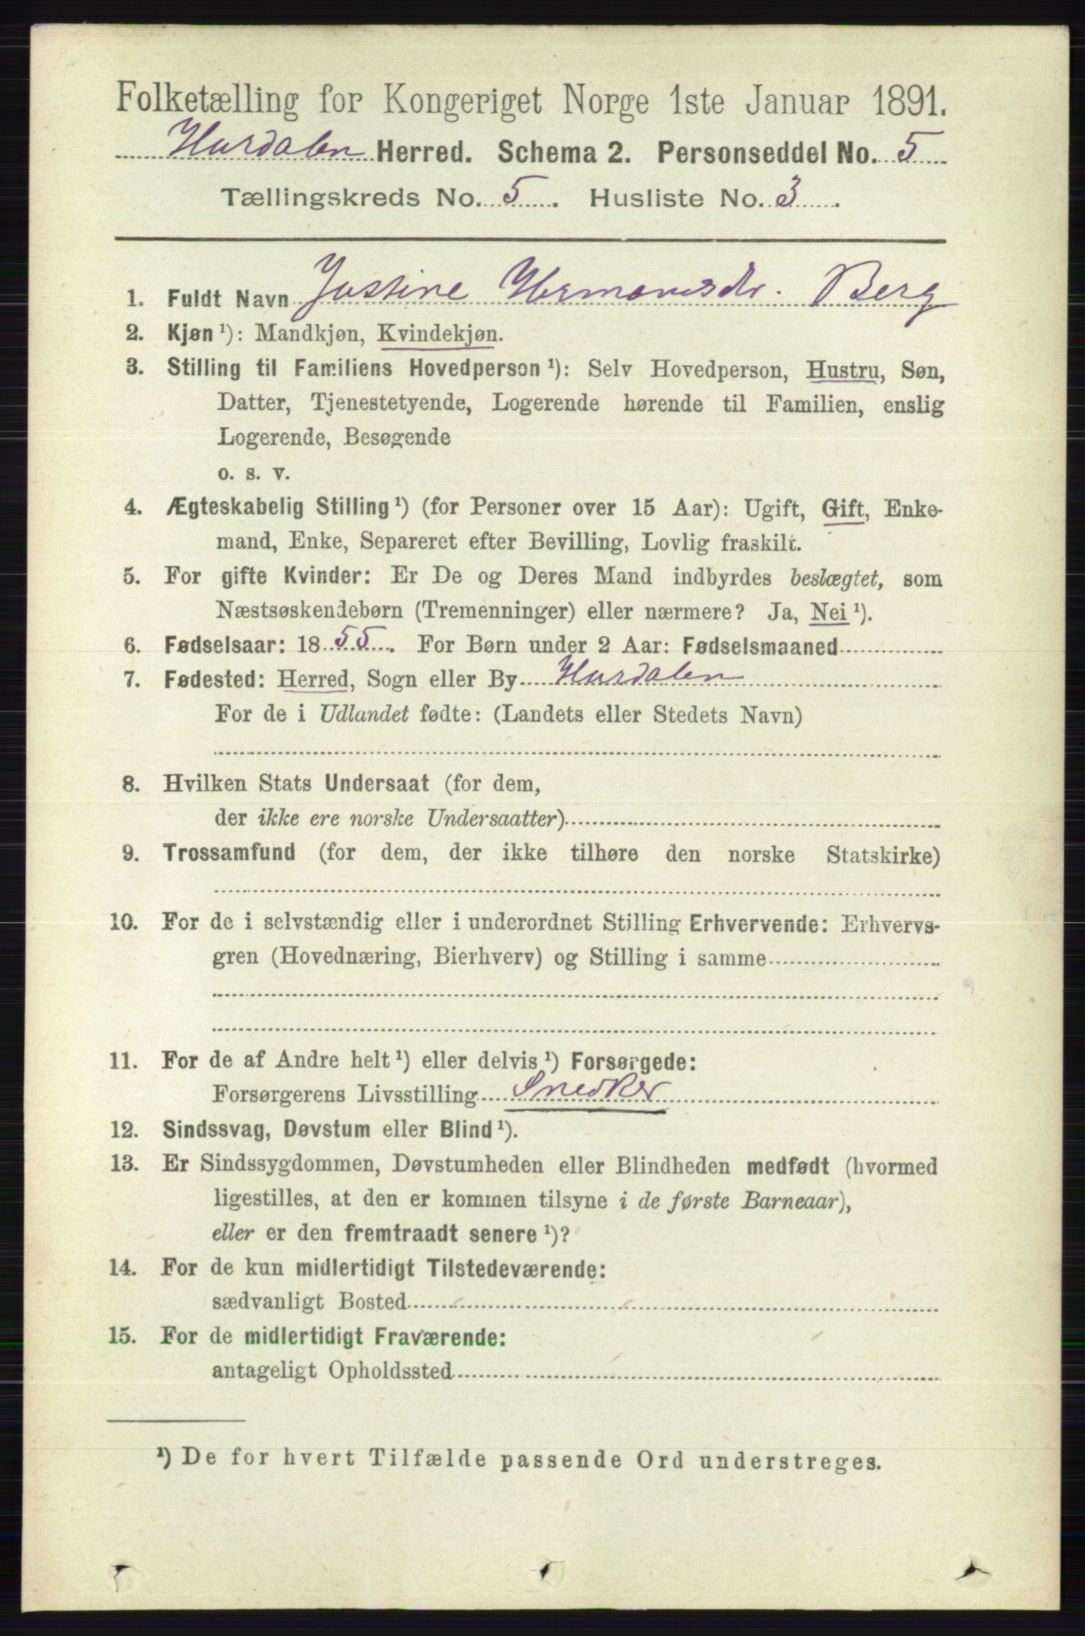 Folketælling for Kongeriget Norge 1ste Januar 1891.
Hurdalen Herred. Schema 2. Personseddel No. 5
Tællingskreds No. 5. Husliste No. 3.
1. Fuldt Navn Justine Hermansdr. Berg
2. Kjøn ¹): Mandkjøn, Kvindekjøn.
3. Stilling til Familiens Hovedperson ¹): Selv Hovedperson, Hustru, Søn,
Datter, Tjenestetyende, Logerende hørende til Familien, enslig
Logerende, Besøgende
o. s. v.
4. Ægteskabelig Stilling ¹) (for Personer over 15 Aar): Ugift, Gift, Enke-
mand, Enke, Separeret efter Bevilling, Lovlig fraskilt.
5. For gifte Kvinder: Er De og Deres Mand indbyrdes beslægtet, som
Næstsøskendebørn (Tremenninger) eller nærmere? Ja, Nei ¹).
6. Fødselsaar: 1855. For Børn under 2 Aar: Fødselsmaaned
7. Fødested: Herred, Sogn eller By Hurdalen
For de i Udlandet fødte: (Landets eller Stedets Navn)
8. Hvilken Stats Undersaat (for dem,
der ikke ere norske Undersaatter)
9. Trossamfund (for dem, der ikke tilhøre den norske Statskirke)
10. For de i selvstændig eller i underordnet Stilling Erhvervende: Erhvervs-
gren (Hovednæring, Bierhverv) og Stilling i samme
11. For de af Andre helt ¹) eller delvis ¹) Forsørgede:
Forsørgerens Livsstilling Snedker
12. Sindssvag, Døvstum eller Blind ¹).
13. Er Sindssygdommen, Døvstumheden eller Blindheden medfødt (hvormed
ligestilles, at den er kommen tilsyne i de første Barneaar),
eller er den fremtraadt senere ¹)?
14. For de kun midlertidigt Tilstedeværende:
sædvanligt Bosted
15. For de midlertidigt Fraværende:
antageligt Opholdssted
¹) De for hvert Tilfælde passende Ord understreges.